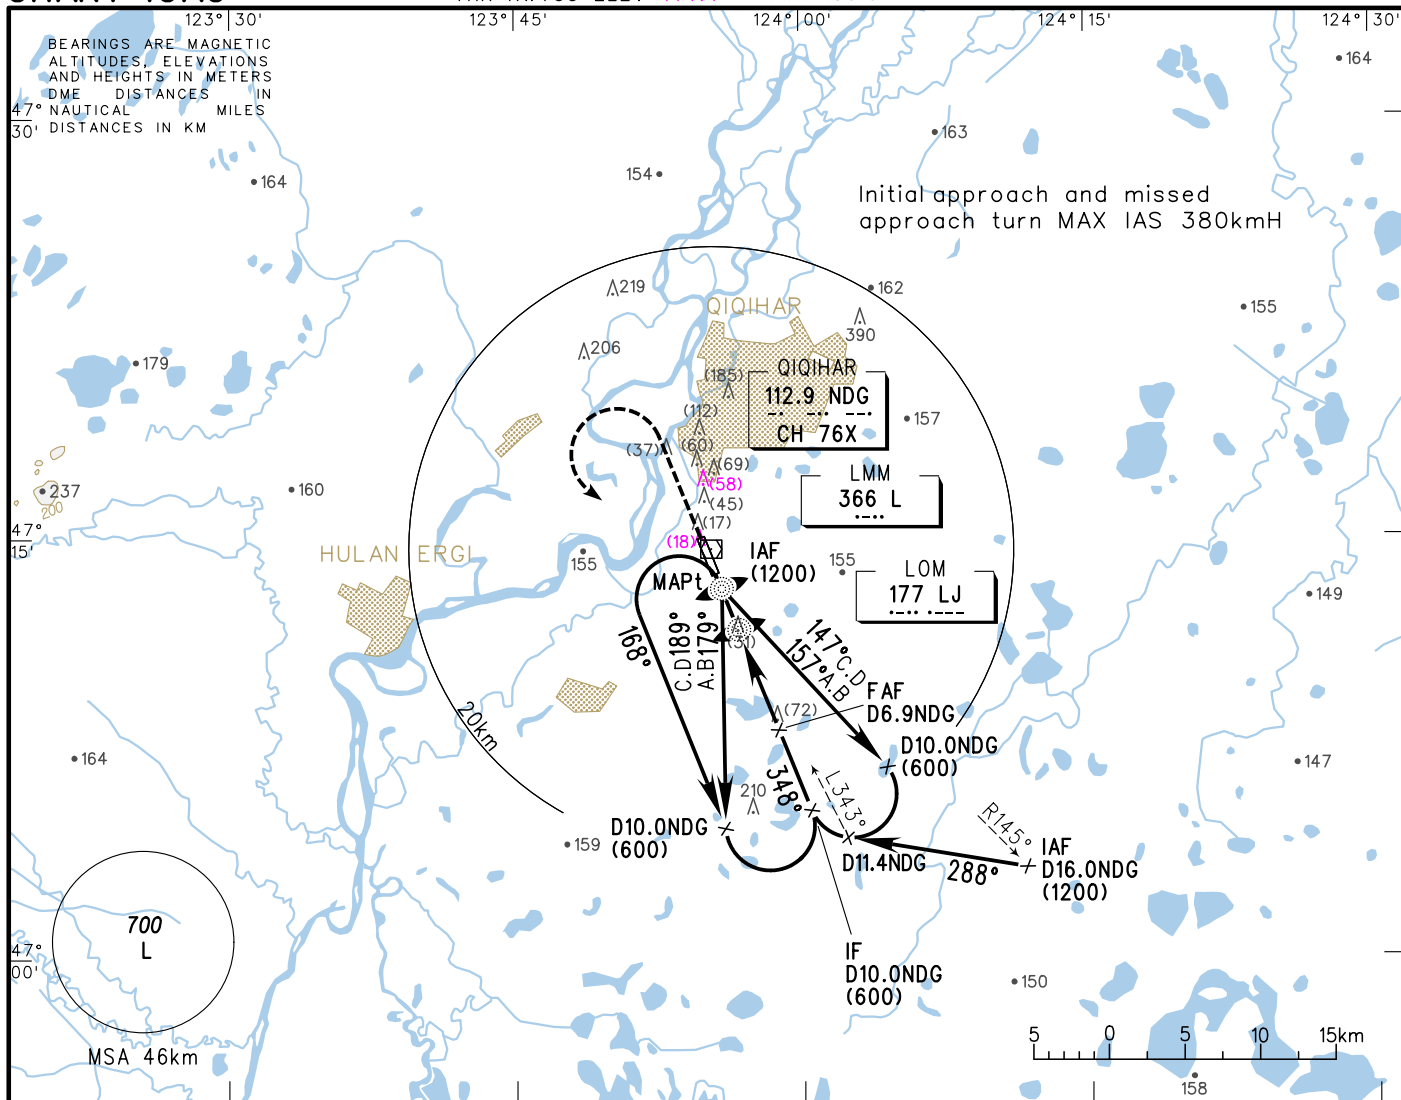 123°30'
123°45'
124°00'
124°15'
124°30'
BEARINGS ARE MAGNETIC
ALTITUDES, ELEVATIONS
AND HEIGHTS IN METERS
DME DISTANCES IN
NAUTICAL MILES
DISTANCES IN KM
47°
30'
164
163
154
164
Initial approach and missed
approach turn MAX IAS 380kmH
219
162
155
QIQIHAR
390
206
179
(185)
QIQIHAR
112.9 NDG
CH 76X
157
(112)
(37)
(60)
(69)
(58)
(45)
(17)
LMM
366 L
237
200
160
47°
15'
(18)
HULAN ERGI
155
IAF
(1200)
155
MAPt
LOM
177 LJ
149
(31)
168°
C.D189°
A.B179°
147°C.D
157°A.B
FAF
D6.9NDG
(72)
20km
D10.0NDG
(600)
164
147
348°
L343°
210
R145°
D10.0NDG
(600)
159
D11.4NDG
288°
IAF
D16.0NDG
(1200)
700
L
IF
D10.0NDG
(600)
47°
00'
150
MSA 46km
5 0 5 10 15km
158